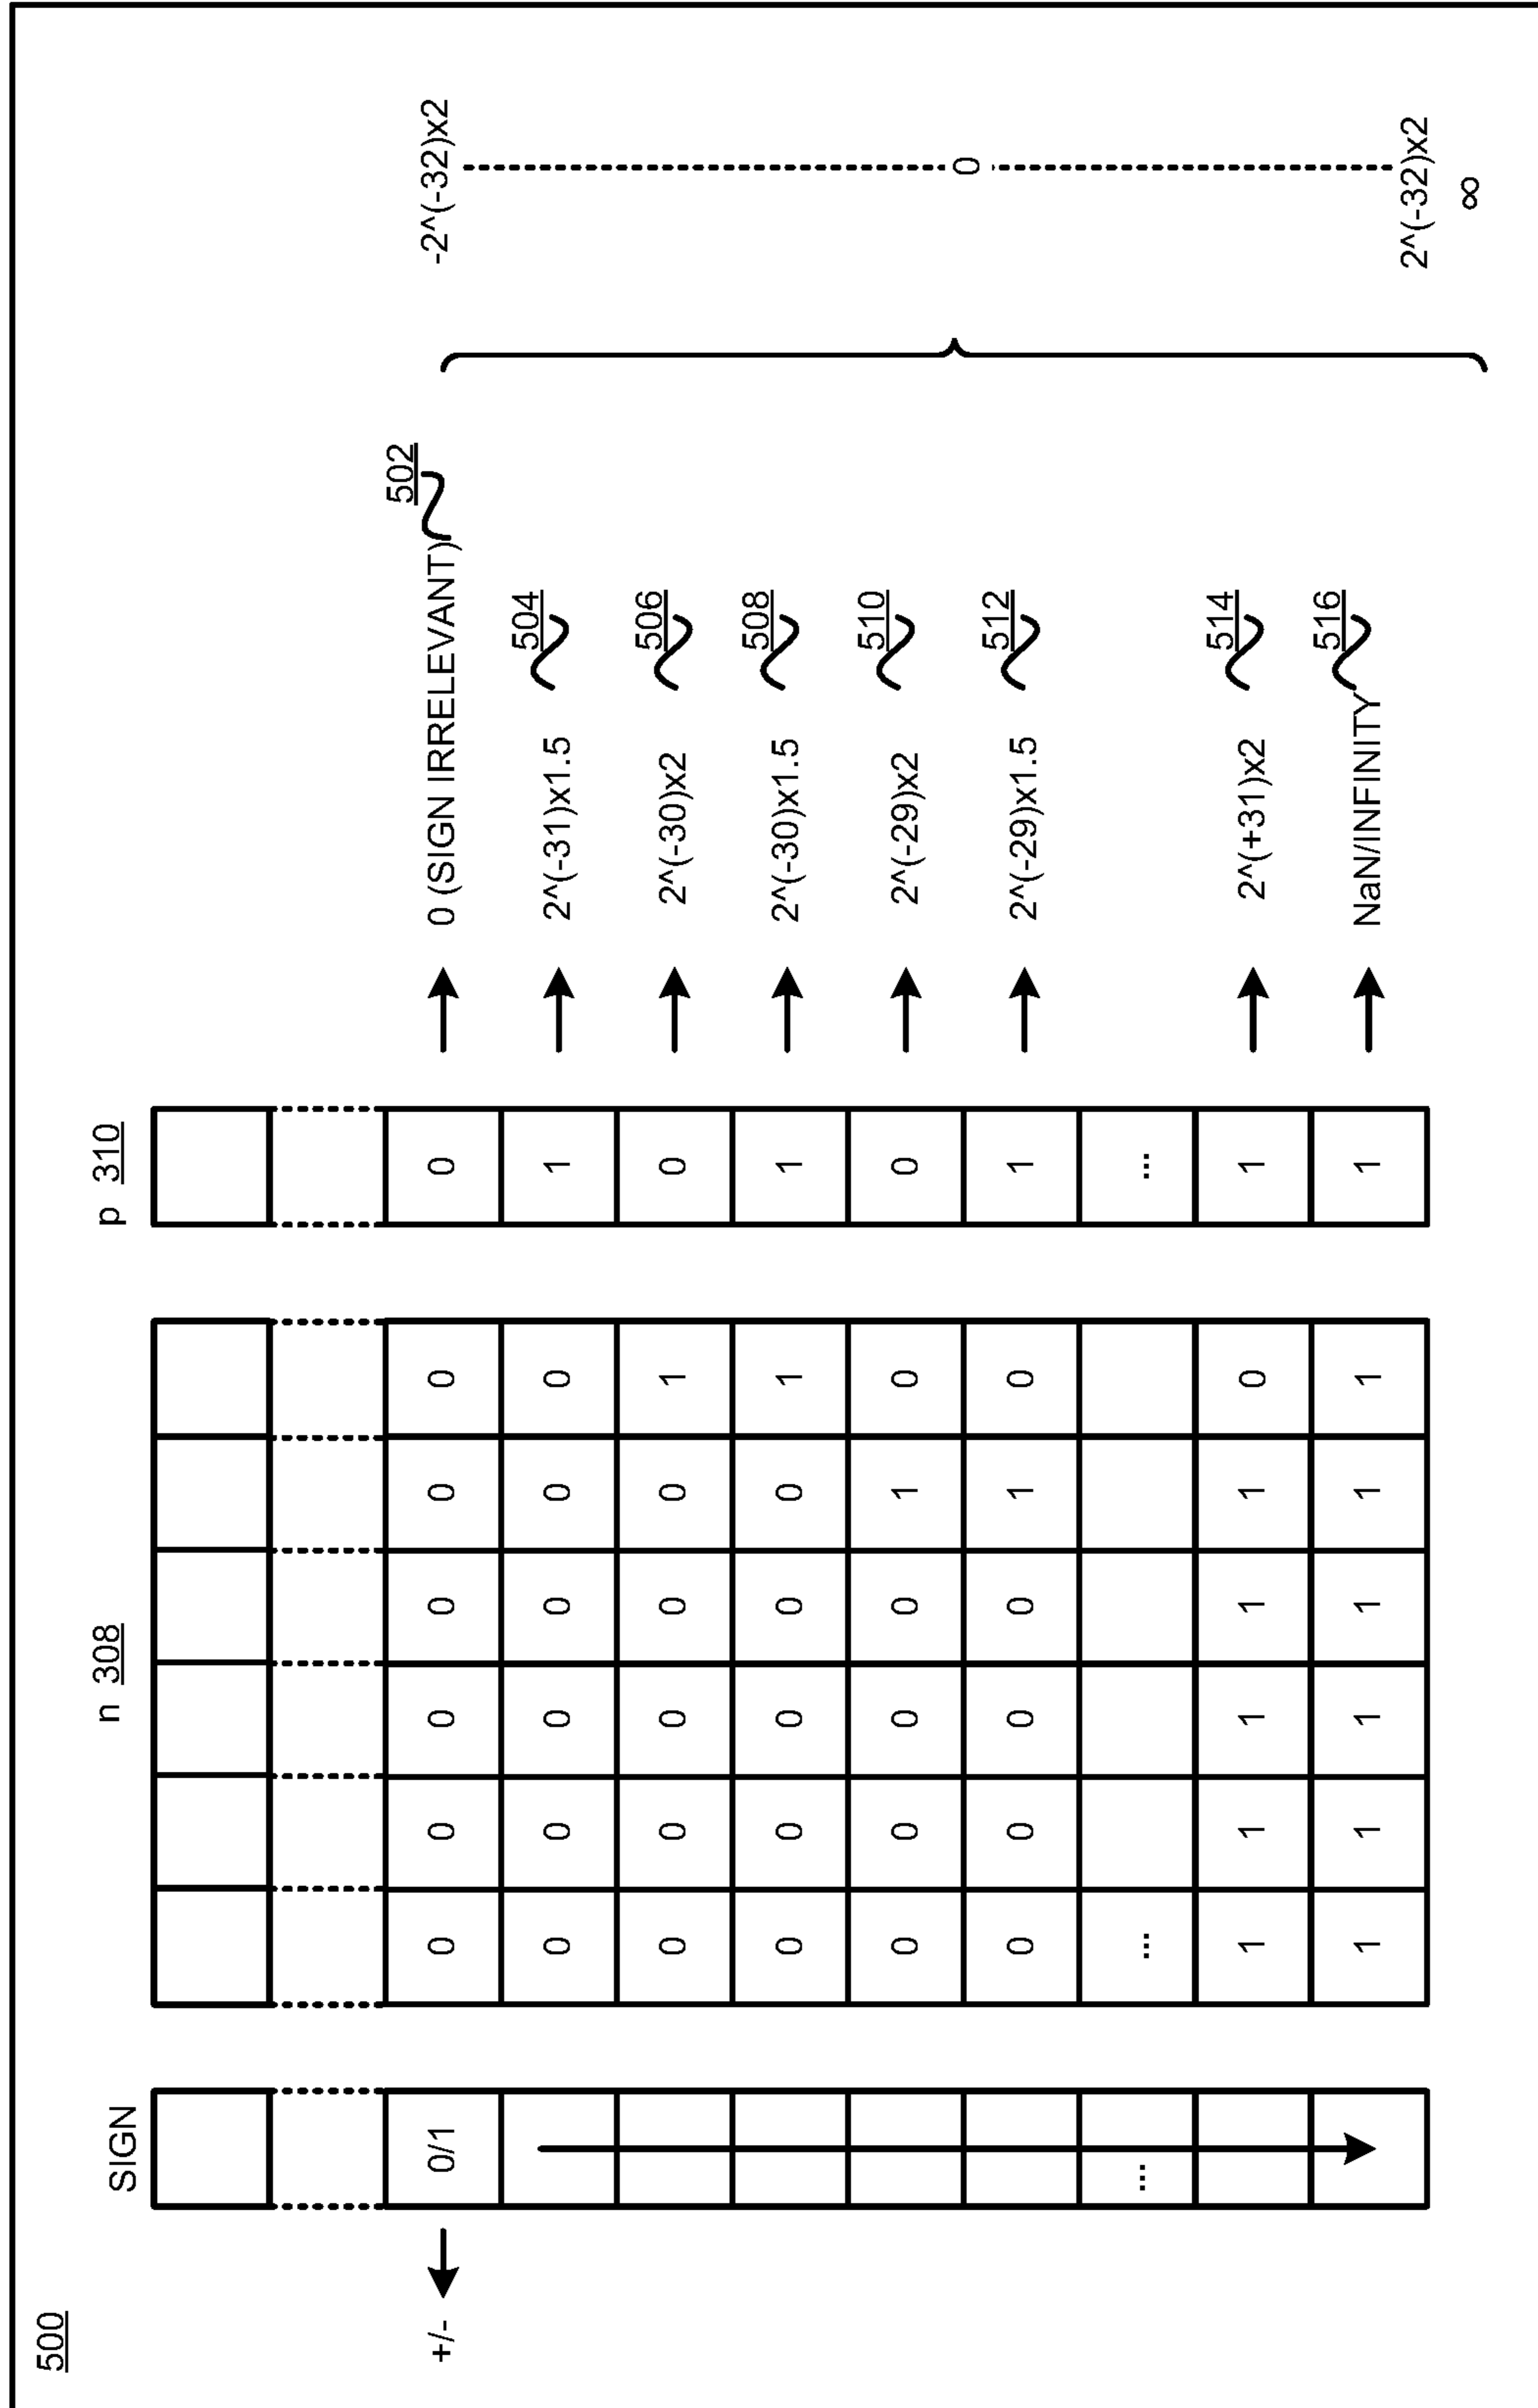 500
SIGN n 308 p 310
502
+/- 0/1 0 0 0 0 0 0 0 0 (SIGN IRRELEVANT) -2^(-32)x2
504
0 0 0 0 0 0 1 2^(-31)x1.5
506
0 0 0 0 0 1 0 2^(-30)x2
508
0 0 0 0 0 1 1 2^(-30)x1.5
510
0 0 0 0 1 0 0 2^(-29)x2
0
512
0 0 0 0 1 0 1 2^(-29)x1.5
... ... ...
514
1 1 1 1 1 0 1 2^(+31)x2
516
1 1 1 1 1 1 1 NaN/INFINITY
2^(-32)x2
∞